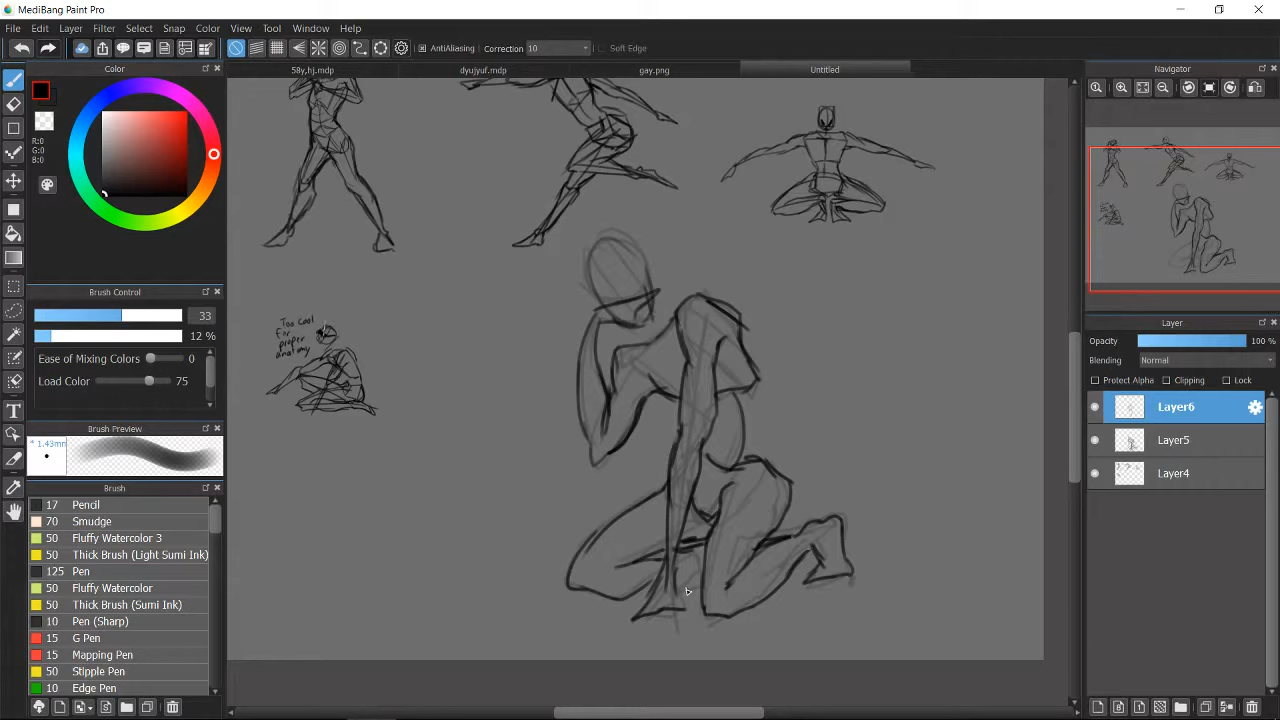 MediBang Paint Pro
File Edit Layer Filter Select Snap Color View Tool Window Help
AntiAliasing Correction 10 Soft Edge
Color
58y,hj.mdp dyujyuf.mdp gay.png Untitled
Navigator
R:0
G:0
B:0
Brush Control
33
12 %
Ease of Mixing Colors 0
Load Color 75
Brush Preview
* 1.43mm
Brush
17 Pencil
70 Smudge
50 Fluffy Watercolor 3
50 Thick Brush (Light Sumi Ink)
125 Pen
50 Fluffy Watercolor
50 Thick Brush (Sumi Ink)
10 Pen (Sharp)
15 G Pen
15 Mapping Pen
50 Stipple Pen
10 Edge Pen
Too cool
for
proper
anatomy
Layer
Opacity 100 %
Blending Normal
Protect Alpha Clipping Lock
Layer6
Layer5
Layer4